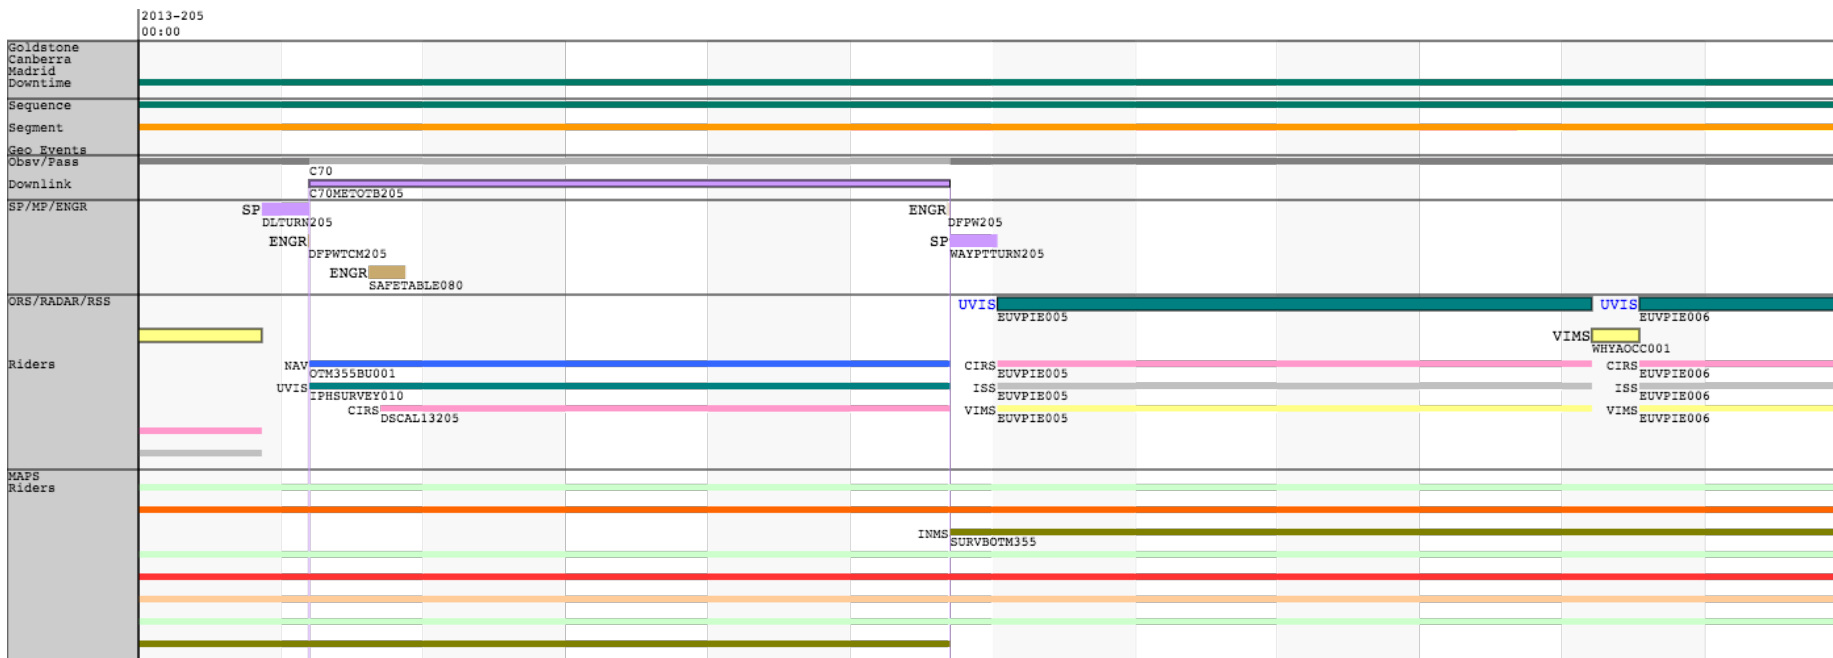 2013-205
00:00
Goldstone
Canberra
Madrid
Downtime
Sequence
Segment
Geo Events
Obsv/Pass
C70
Downlink
C70METOTB205
SP/MP/ENGR
SP
ENGR
DLTURN205
DFPW205
ENGR
SP
DFPWTCM205
WAYPTTURN205
ENGR
SAFETABLE080
ORS/RADAR/RSS
UVIS
UVIS
EUVPIE005
EUVPIE006
VIMS
WHYAOCC001
Riders
NAV
CIRS
CIRS
OTM355BU001
EUVPIE005
EUVPIE006
UVIS
ISS
ISS
IPHSURVEY010
EUVPIE005
EUVPIE006
CIRS
VIMS
VIMS
DSCAL13205
EUVPIE005
EUVPIE006
MAPS
Riders
INMS
SURVBOTM355